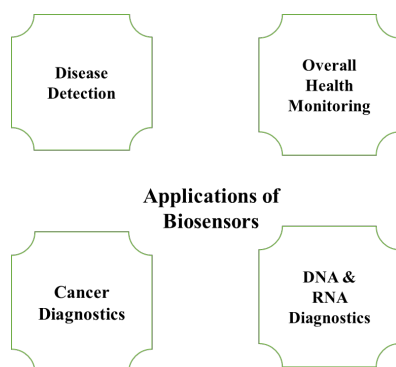 Disease
Detection
Overall
Health
Monitoring
Applications of
Biosensors
Cancer
Diagnostics
DNA &
RNA
Diagnostics